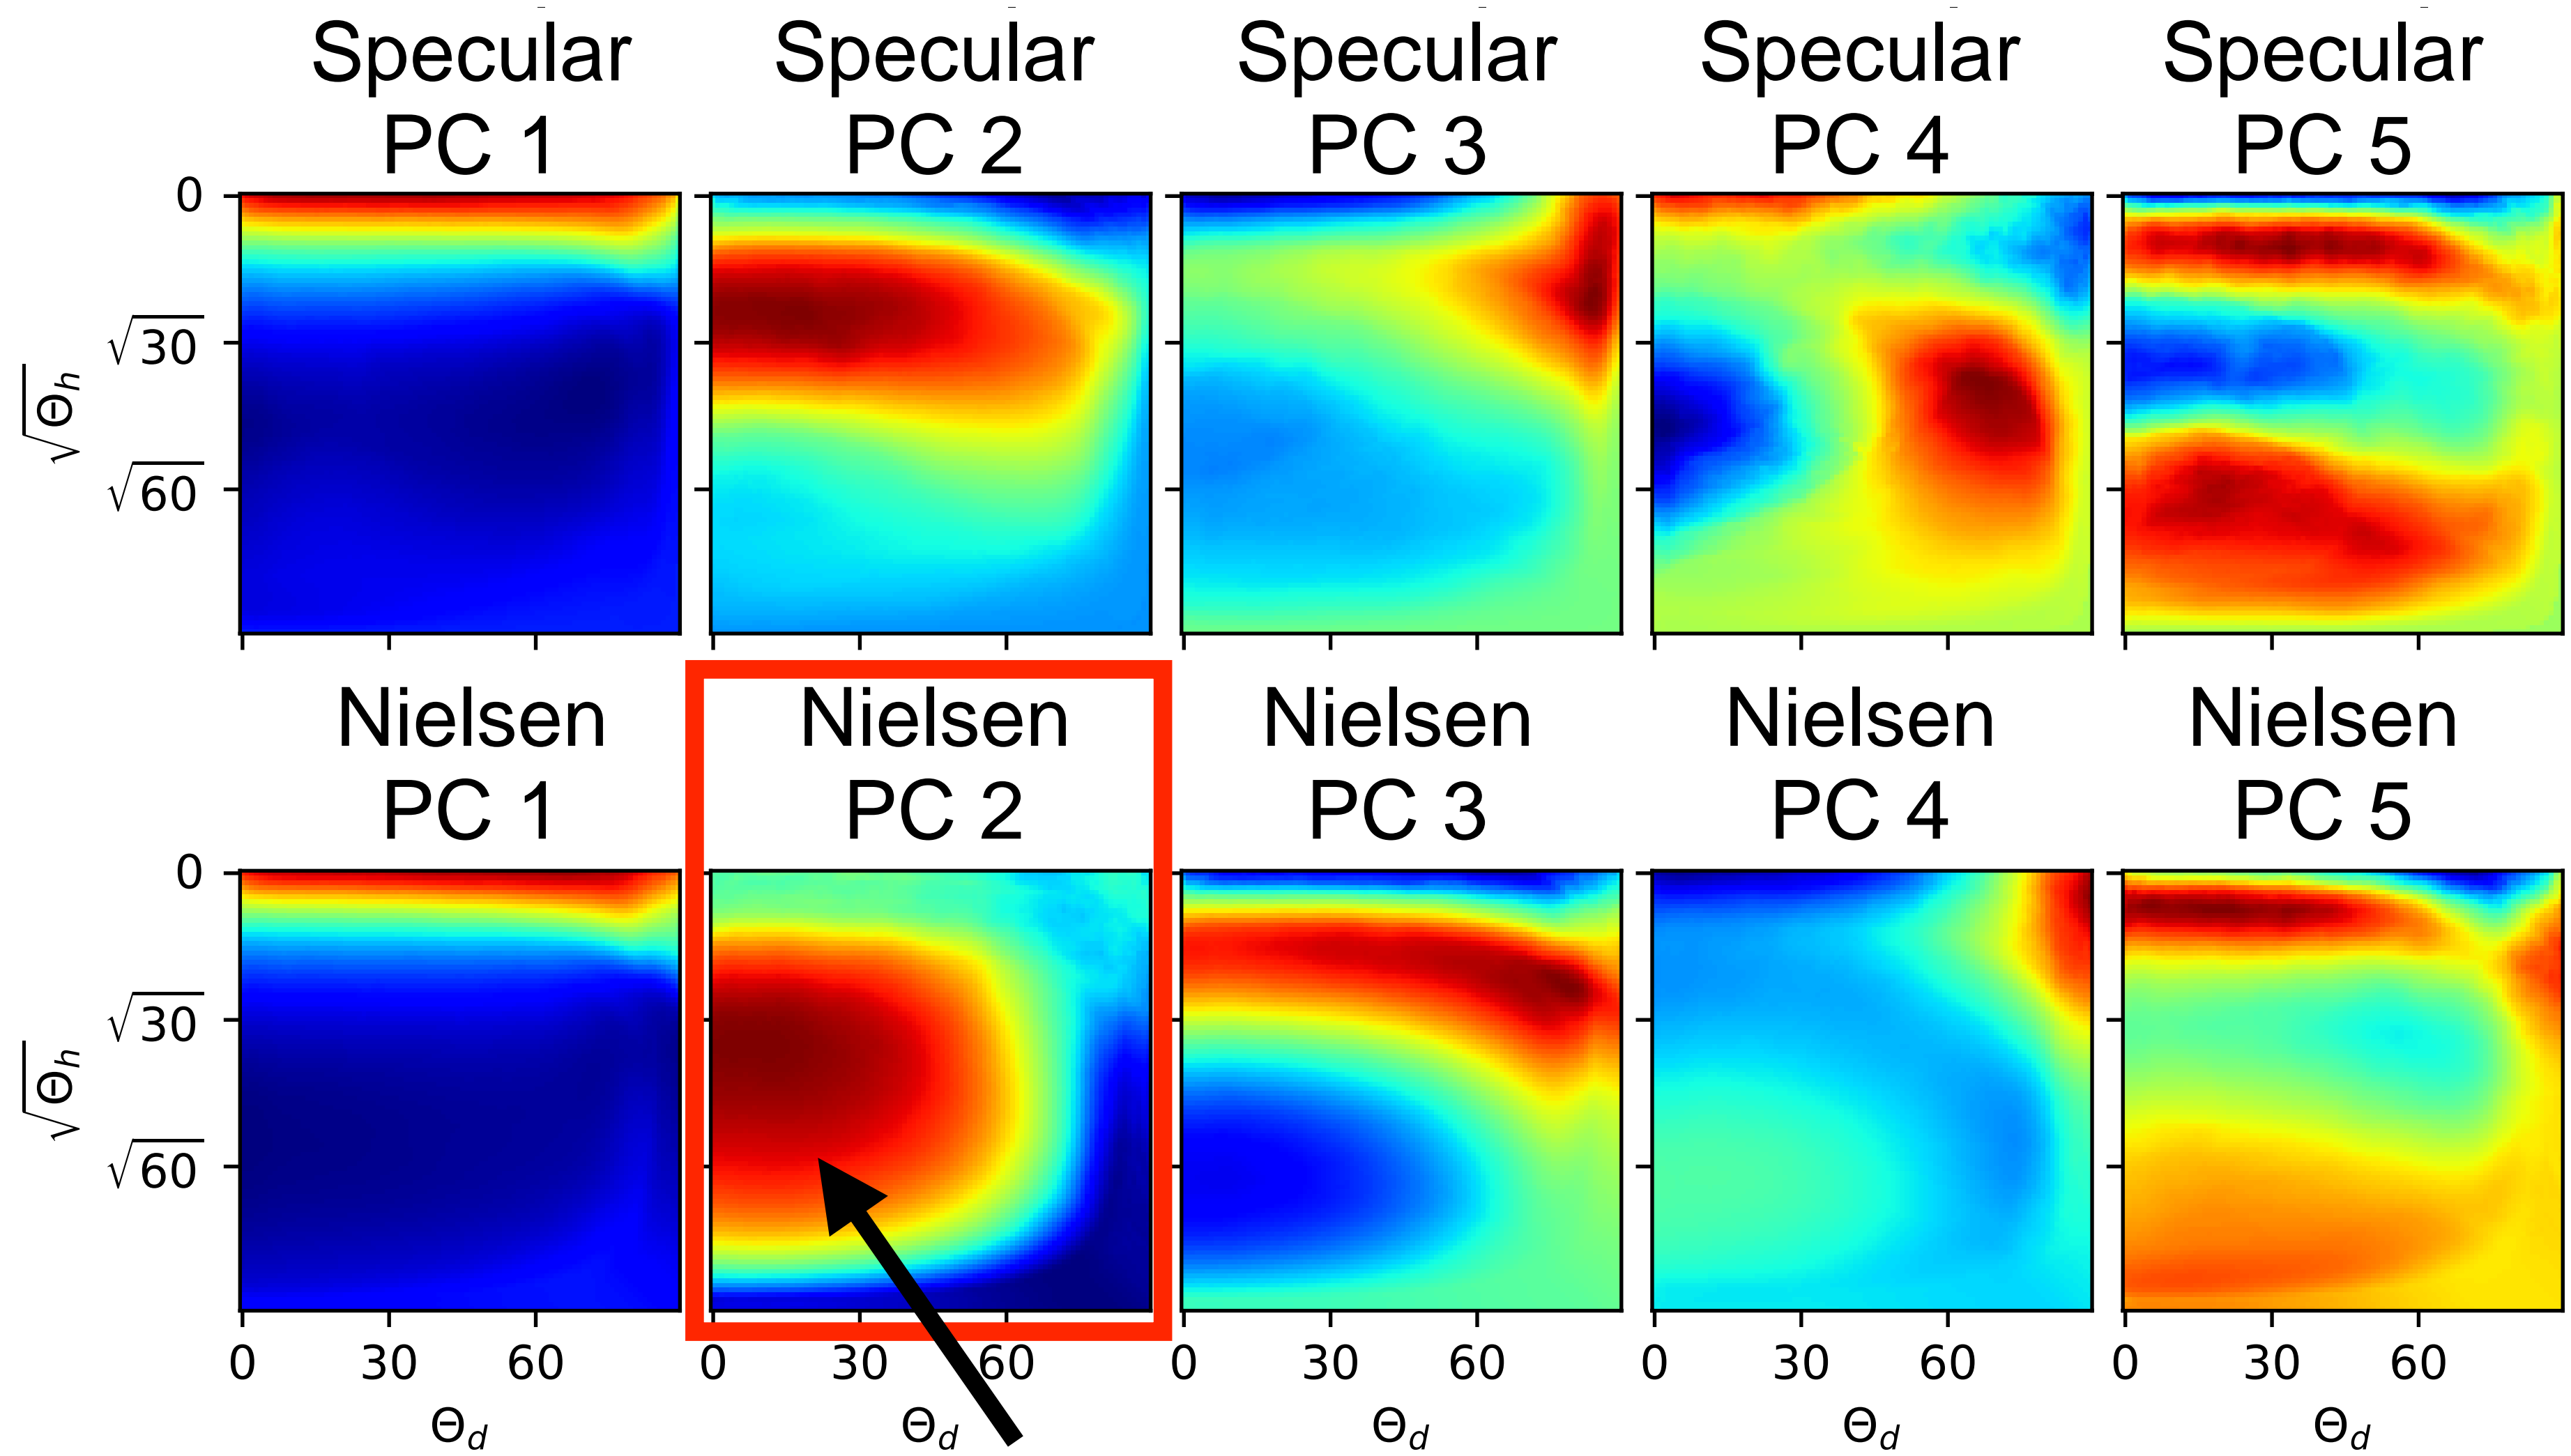 Specular Specular Specular Specular Specular
PC 1 PC 2 PC 3 PC 4 PC 5
0
√30
√Θh
√60
Nielsen Nielsen Nielsen Nielsen Nielsen
PC 1 PC 2 PC 3 PC 4 PC 5
0
√30
√Θh
√60
0 30 60 0 30 60 0 30 60 0 30 60 0 30 60
Θd Θd Θd Θd Θd